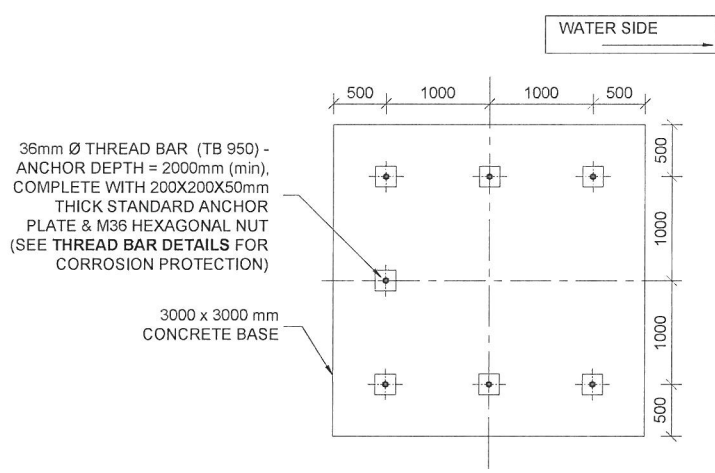 WATER SIDE
500 1000 1000 500
36mm Ø THREAD BAR (TB 950) -
ANCHOR DEPTH = 2000mm (min),
COMPLETE WITH 200X200X50mm
THICK STANDARD ANCHOR
PLATE & M36 HEXAGONAL NUT
(SEE THREAD BAR DETAILS FOR
CORROSION PROTECTION)
3000 x 3000 mm
CONCRETE BASE
500
1000
1000
500